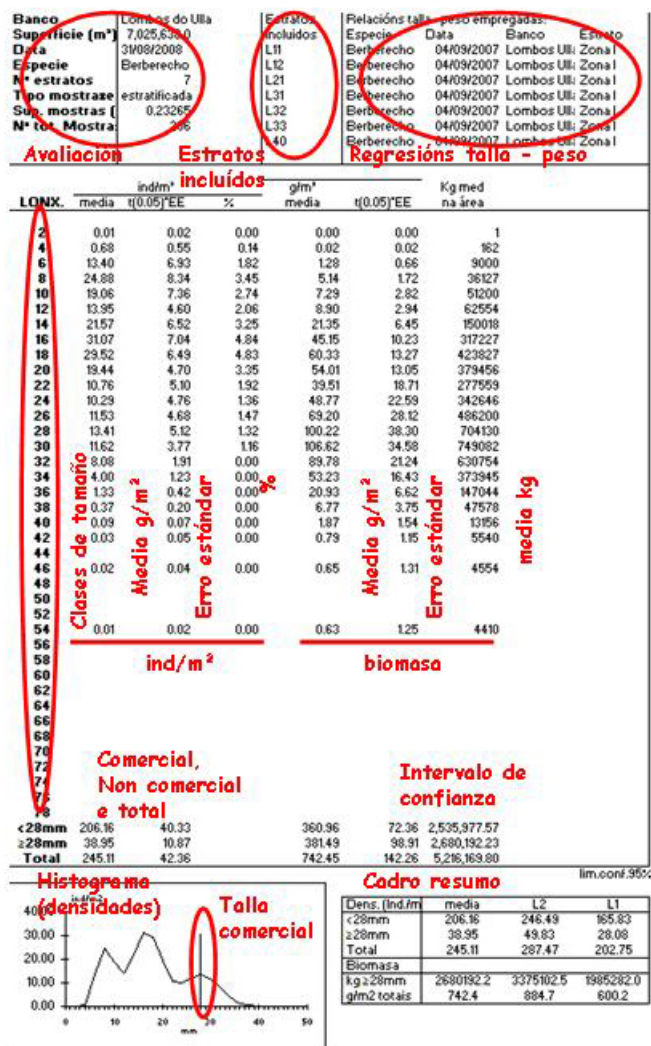 Banco Lombos do Ulla Estratos Relacións talla - peso empregadas:
Superficie (m²) 7,025,638.0 incluidos Especie Data Banco Estrato
Data 31/08/2008 L11 Berberecho 04/09/2007 Lombos Ulla Zona I
Especie Berberecho L12 Berberecho 04/09/2007 Lombos Ulla Zona I
Nº estratos 7 L21 Berberecho 04/09/2007 Lombos Ulla Zona I
Tipo mostraxe estratificada L31 Berberecho 04/09/2007 Lombos Ulla Zona I
Sup. mostras ( 0.23265 L32 Berberecho 04/09/2007 Lombos Ulla Zona I
Nº tot. Mostra: L33 Berberecho 04/09/2007 Lombos Ulla Zona I
L40 Berberecho 04/09/2007 Lombos Ulla Zona I
Avaliación Estratos incluídos Regresións talla - peso
ind/m² g/m² Kg med
LONX. media t(0.05)*EE % media t(0.05)*EE na área
2 0.01 0.02 0.00 0.00 0.00 1
4 0.68 0.55 0.14 0.02 0.02 162
6 13.40 6.93 1.82 1.28 0.66 9000
8 24.88 8.34 3.45 5.14 1.72 36127
10 19.06 7.36 2.74 7.29 2.82 51200
12 13.95 4.60 2.06 8.90 2.94 62554
14 21.57 6.52 3.25 21.35 6.45 150018
16 31.07 7.04 4.84 45.15 10.23 317227
18 29.52 6.49 4.83 60.33 13.27 423827
20 19.44 4.70 3.35 54.01 13.05 379456
22 10.76 5.10 1.92 39.51 18.71 277559
24 10.29 4.76 1.36 48.77 22.59 342646
26 11.53 4.68 1.47 69.20 28.12 486200
28 13.41 5.12 1.32 100.22 38.30 704130
30 11.62 3.77 1.16 106.62 34.58 749082
32 8.08 1.91 0.00 89.78 21.24 630754
34 4.00 1.23 0.00 53.23 16.43 373945
36 1.33 0.42 0.00 20.93 6.62 147044
38 0.37 0.20 0.00 6.77 3.75 47578
40 0.09 0.07 0.00 1.87 1.54 13156
42 0.03 0.05 0.00 0.79 1.15 5540
44
46 0.02 0.04 0.00 0.65 1.31 4554
48
50
52
54 0.01 0.02 0.00 0.63 1.25 4410
56
58
60
62
64
66
68
70
72
74
76
78
Clases de tamaño
Media g/m²
Erro estándar
%
Media g/m²
Erro estándar
media kg
ind/m² biomasa
Comercial,
Non comercial
e total
Intervalo de
confianza
<28mm 206.16 40.33 360.96 72.36 2,535,977.57
≥28mm 38.95 10.87 381.49 98.91 2,680,192.23
Total 245.11 42.36 742.45 142.26 5,216,169.80
lim.conf.95%
Histograma
(densidades)
Talla
comercial
ind/m2
40.00
30.00
20.00
10.00
0.00
0 10 20 30 40 50
mm
Cadro resumo
Dens. (Ind./m media L2 L1
<28mm 206.16 246.49 165.83
≥28mm 38.95 49.83 28.08
Total 245.11 287.47 202.75
Biomasa
kg ≥28mm 2680192.2 3375102.5 1985282.0
g/m2 totais 742.4 884.7 600.2